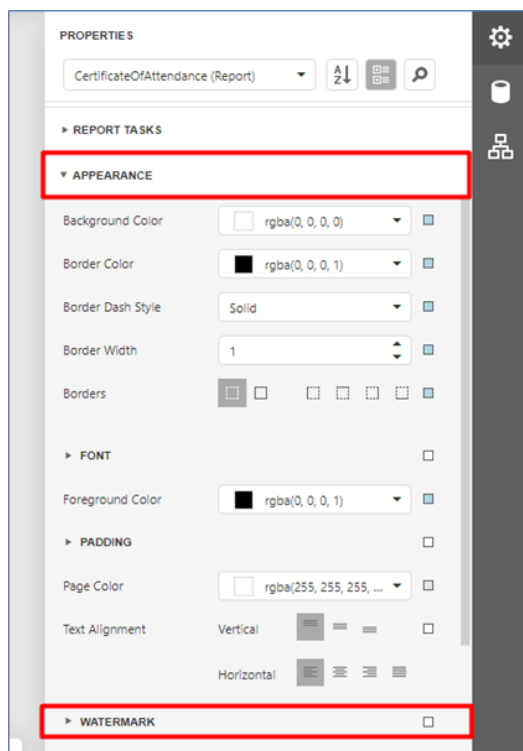 PROPERTIES
CertificateOfAttendance (Report)
A
Z
REPORT TASKS
APPEARANCE
Background Color rgba(0, 0, 0, 0)
Border Color rgba(0, 0, 0, 1)
Border Dash Style Solid
Border Width 1
Borders
FONT
Foreground Color rgba(0, 0, 0, 1)
PADDING
Page Color rgba(255, 255, 255, ...
Text Alignment Vertical
Horizontal
WATERMARK